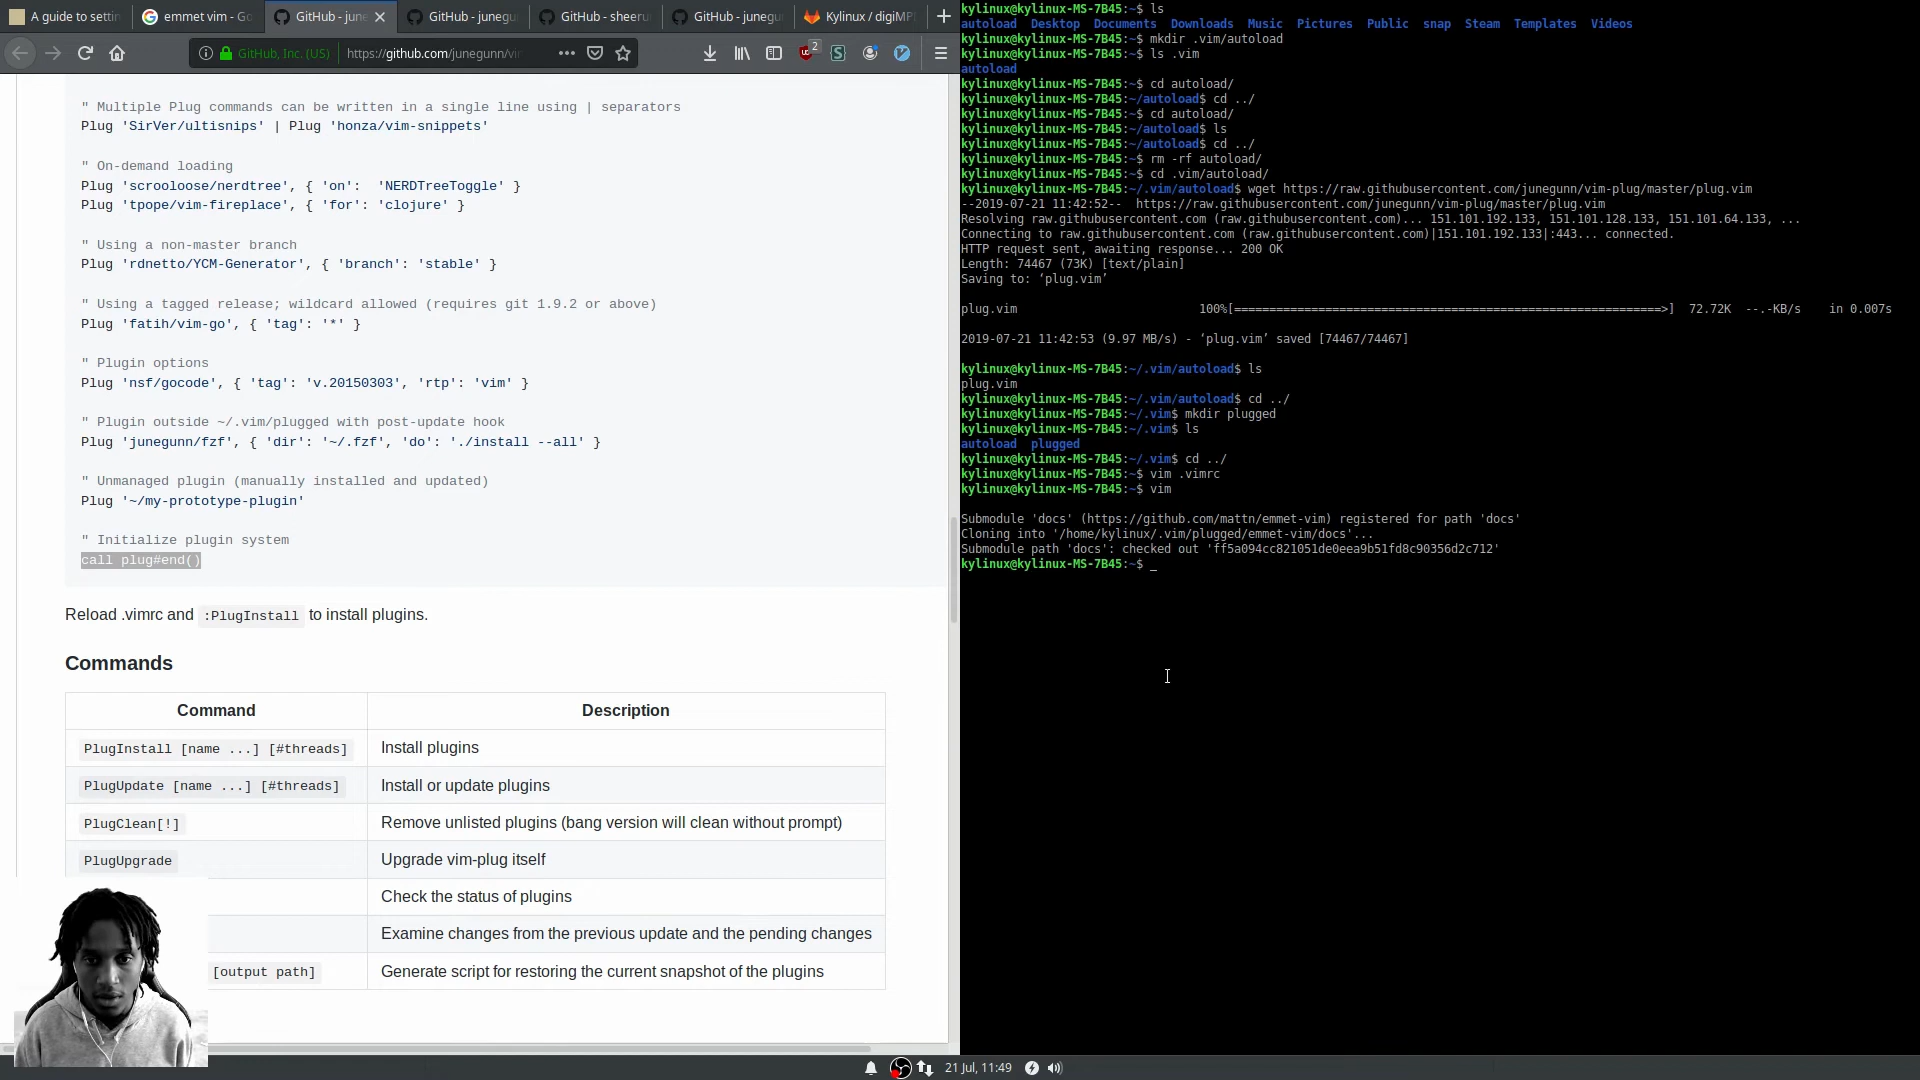 A guide to settin
emmet vim - Go
GitHub - june
GitHub - junegu
GitHub - sheeru
GitHub - junegu
Kylinux / digiMP
GitHub, Inc. (US)
https://github.com/junegunn/vi
2
" Multiple Plug commands can be written in a single line using | separators
Plug 'SirVer/ultisnips' | Plug 'honza/vim-snippets'
" On-demand loading
Plug 'scrooloose/nerdtree', { 'on':  'NERDTreeToggle' }
Plug 'tpope/vim-fireplace', { 'for': 'clojure' }
" Using a non-master branch
Plug 'rdnetto/YCM-Generator', { 'branch': 'stable' }
" Using a tagged release; wildcard allowed (requires git 1.9.2 or above)
Plug 'fatih/vim-go', { 'tag': '*' }
" Plugin options
Plug 'nsf/gocode', { 'tag': 'v.20150303', 'rtp': 'vim' }
" Plugin outside ~/.vim/plugged with post-update hook
Plug 'junegunn/fzf', { 'dir': '~/.fzf', 'do': './install --all' }
" Unmanaged plugin (manually installed and updated)
Plug '~/my-prototype-plugin'
" Initialize plugin system
call plug#end()
Reload .vimrc and :PlugInstall to install plugins.
Commands
Command Description
PlugInstall [name ...] [#threads] Install plugins
PlugUpdate [name ...] [#threads] Install or update plugins
PlugClean[!] Remove unlisted plugins (bang version will clean without prompt)
PlugUpgrade Upgrade vim-plug itself
Check the status of plugins
Examine changes from the previous update and the pending changes
[output path] Generate script for restoring the current snapshot of the plugins
kylinux@kylinux-MS-7B45:~$ ls
autoload  Desktop  Documents  Downloads  Music  Pictures  Public  snap  Steam  Templates  Videos
kylinux@kylinux-MS-7B45:~$ mkdir .vim/autoload
kylinux@kylinux-MS-7B45:~$ ls .vim
autoload
kylinux@kylinux-MS-7B45:~$ cd autoload/
kylinux@kylinux-MS-7B45:~/autoload$ cd ../
kylinux@kylinux-MS-7B45:~$ cd autoload/
kylinux@kylinux-MS-7B45:~/autoload$ ls
kylinux@kylinux-MS-7B45:~/autoload$ cd ../
kylinux@kylinux-MS-7B45:~$ rm -rf autoload/
kylinux@kylinux-MS-7B45:~$ cd .vim/autoload/
kylinux@kylinux-MS-7B45:~/.vim/autoload$ wget https://raw.githubusercontent.com/junegunn/vim-plug/master/plug.vim
--2019-07-21 11:42:52--  https://raw.githubusercontent.com/junegunn/vim-plug/master/plug.vim
Resolving raw.githubusercontent.com (raw.githubusercontent.com)... 151.101.192.133, 151.101.128.133, 151.101.64.133, ...
Connecting to raw.githubusercontent.com (raw.githubusercontent.com)|151.101.192.133|:443... connected.
HTTP request sent, awaiting response... 200 OK
Length: 74467 (73K) [text/plain]
Saving to: ‘plug.vim’
plug.vim 100%[=============================================================>] 72.72K --.-KB/s in 0.007s
2019-07-21 11:42:53 (9.97 MB/s) - ‘plug.vim’ saved [74467/74467]
kylinux@kylinux-MS-7B45:~/.vim/autoload$ ls
plug.vim
kylinux@kylinux-MS-7B45:~/.vim/autoload$ cd ../
kylinux@kylinux-MS-7B45:~/.vim$ mkdir plugged
kylinux@kylinux-MS-7B45:~/.vim$ ls
autoload  plugged
kylinux@kylinux-MS-7B45:~/.vim$ cd ../
kylinux@kylinux-MS-7B45:~$ vim .vimrc
kylinux@kylinux-MS-7B45:~$ vim
Submodule 'docs' (https://github.com/mattn/emmet-vim) registered for path 'docs'
Cloning into '/home/kylinux/.vim/plugged/emmet-vim/docs'...
Submodule path 'docs': checked out 'ff5a094cc821051de0eea9b51fd8c90356d2c712'
kylinux@kylinux-MS-7B45:~$ _
21 Jul, 11:49